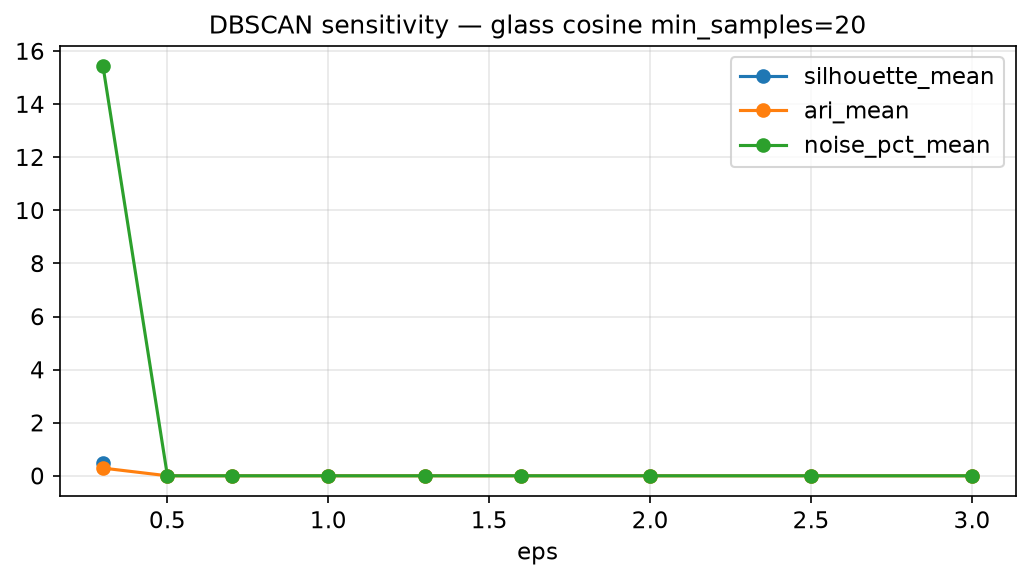 DBSCAN sensitivity — glass cosine min_samples=20
silhouette_mean
ari_mean
noise_pct_mean
16
14
12
10
8
6
4
2
0
0.5 1.0 1.5 2.0 2.5 3.0
eps